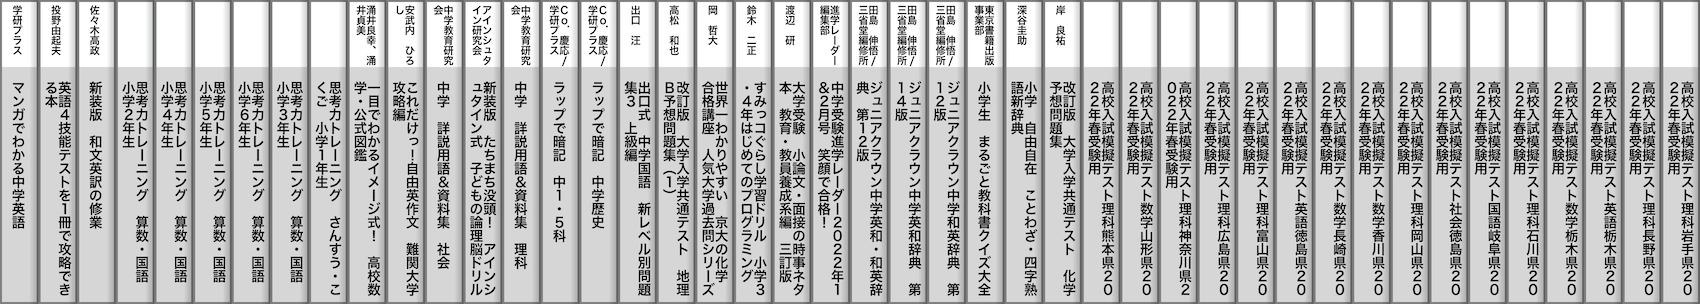 学研プラス
マンガでわかる中学英語
投野由起夫
英語４技能テストを１冊で攻略でき
る本
佐々木高政
新装版　和文英訳の修業
思考力トレーニング　算数・国語
小学２年生
思考力トレーニング　算数・国語
小学４年生
思考力トレーニング　算数・国語
小学５年生
思考力トレーニング　算数・国語
小学６年生
思考力トレーニング　算数・国語
小学３年生
思考力トレーニング　さんすう・こ
くご　小学１年生
涌井良幸、涌
井貞美
一目でわかるイメージ式！　高校数
学・公式図鑑
安武内　ひろ
し
これだけっ！自由英作文　難関大学
攻略編
中学教育研究
会
中学　詳説用語＆資料集　社会
アインシュタ
イン研究会
新装版　たちまち没頭！　アインシ
ュタイン式　子どもの論理脳ドリル
中学教育研究
会
中学　詳説用語＆資料集　理科
Ｃｏ．慶応/
学研プラス
ラップで暗記　中１・５科
Ｃｏ．慶応/
学研プラス
ラップで暗記　中学歴史
出口　汪
出口式　中学国語　新レベル別問題
集３　上級編
高松　和也
改訂版　大学入学共通テスト　地理
Ｂ予想問題集（１）
岡　哲大
世界一わかりやすい　京大の化学
合格講座　人気大学過去問シリーズ
鈴木　二正
すみっコぐらし学習ドリル　小学３
・４年はじめてのプログラミング
渡辺　研
大学受験　小論文・面接の時事ネタ
本　教育・教員養成系編　三訂版
進学レーダー
編集部
中学受験進学レーダー２０２２年１
＆２月号　笑顔で合格！
田島　伸悟/
三省堂編修所
ジュニアクラウン中学英和・和英辞
典　第１２版
田島　伸悟/
三省堂編修所
ジュニアクラウン中学英和辞典　第
１４版
田島　伸悟/
三省堂編修所
ジュニアクラウン中学和英辞典　第
１２版
東京書籍出版
事業部
小学生　まるごと教科書クイズ大全
深谷圭助
小学　自由自在　ことわざ・四字熟
語新辞典
岸　良祐
改訂版　大学入学共通テスト　化学
予想問題集
高校入試模擬テスト理科熊本県２０
２２年春受験用
高校入試模擬テスト数学山形県２０
２２年春受験用
高校入試模擬テスト理科神奈川県２
０２２年春受験用
高校入試模擬テスト理科広島県２０
２２年春受験用
高校入試模擬テスト理科富山県２０
２２年春受験用
高校入試模擬テスト英語徳島県２０
２２年春受験用
高校入試模擬テスト数学長崎県２０
２２年春受験用
高校入試模擬テスト数学香川県２０
２２年春受験用
高校入試模擬テスト理科岡山県２０
２２年春受験用
高校入試模擬テスト社会徳島県２０
２２年春受験用
高校入試模擬テスト国語岐阜県２０
２２年春受験用
高校入試模擬テスト理科石川県２０
２２年春受験用
高校入試模擬テスト数学栃木県２０
２２年春受験用
高校入試模擬テスト英語栃木県２０
２２年春受験用
高校入試模擬テスト理科長野県２０
２２年春受験用
高校入試模擬テスト理科岩手県２０
２２年春受験用